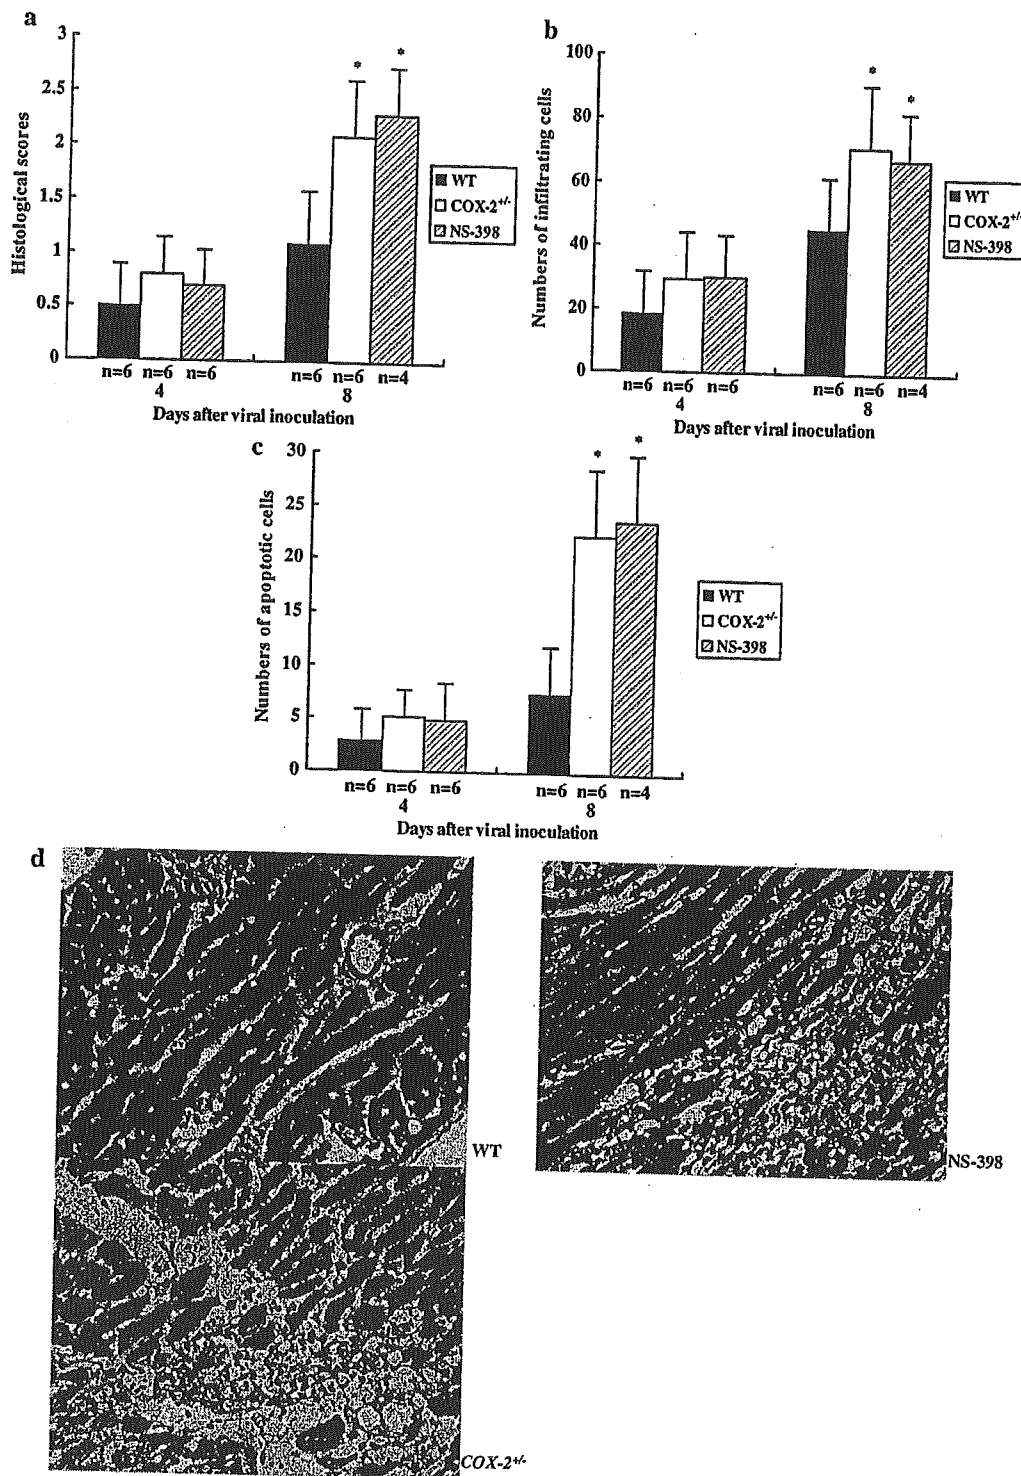 a
3
2.5
2
1.5
1
0.5
0
Histological scores
*
*
WT
COX-2+/-
NS-398
n=6 n=6 n=6
4
n=6 n=6 n=4
8
Days after viral inoculation
b
100
80
60
40
20
0
Numbers of infiltrating cells
*
*
WT
COX-2+/-
NS-398
n=6 n=6 n=6
4
n=6 n=6 n=4
8
Days after viral inoculation
c
30
25
20
15
10
5
0
Numbers of apoptotic cells
*
*
WT
COX-2+/-
NS-398
n=6 n=6 n=6
4
n=6 n=6 n=4
8
Days after viral inoculation
d
WT
NS-398
COX-2+/-